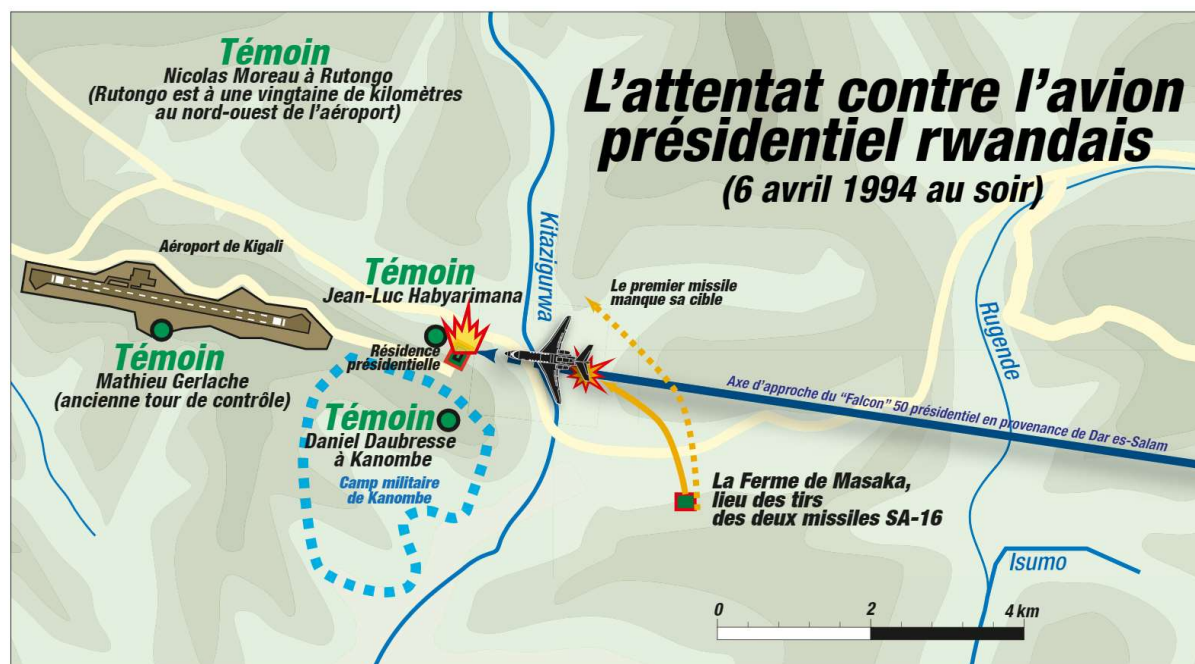 Témoin
Nicolas Moreau à Rutongo
(Rutongo est à une vingtaine de kilomètres
au nord-ouest de l'aéroport)
L'attentat contre l'avion
présidentiel rwandais
(6 avril 1994 au soir)
Kitazigurwa
Aéroport de Kigali
Témoin
Jean-Luc Habyarimana
Le premier missile
manque sa cible
Rugende
Résidence
présidentielle
Témoin
Mathieu Gerlache
(ancienne tour de contrôle)
Axe d'approche du "Falcon" 50 présidentiel en provenance de Dar es-Salam
Témoin
Daniel Daubresse
à Kanombe
Camp militaire
de Kanombe
La Ferme de Masaka,
lieu des tirs
des deux missiles SA-16
Isumo
0 2 4 km